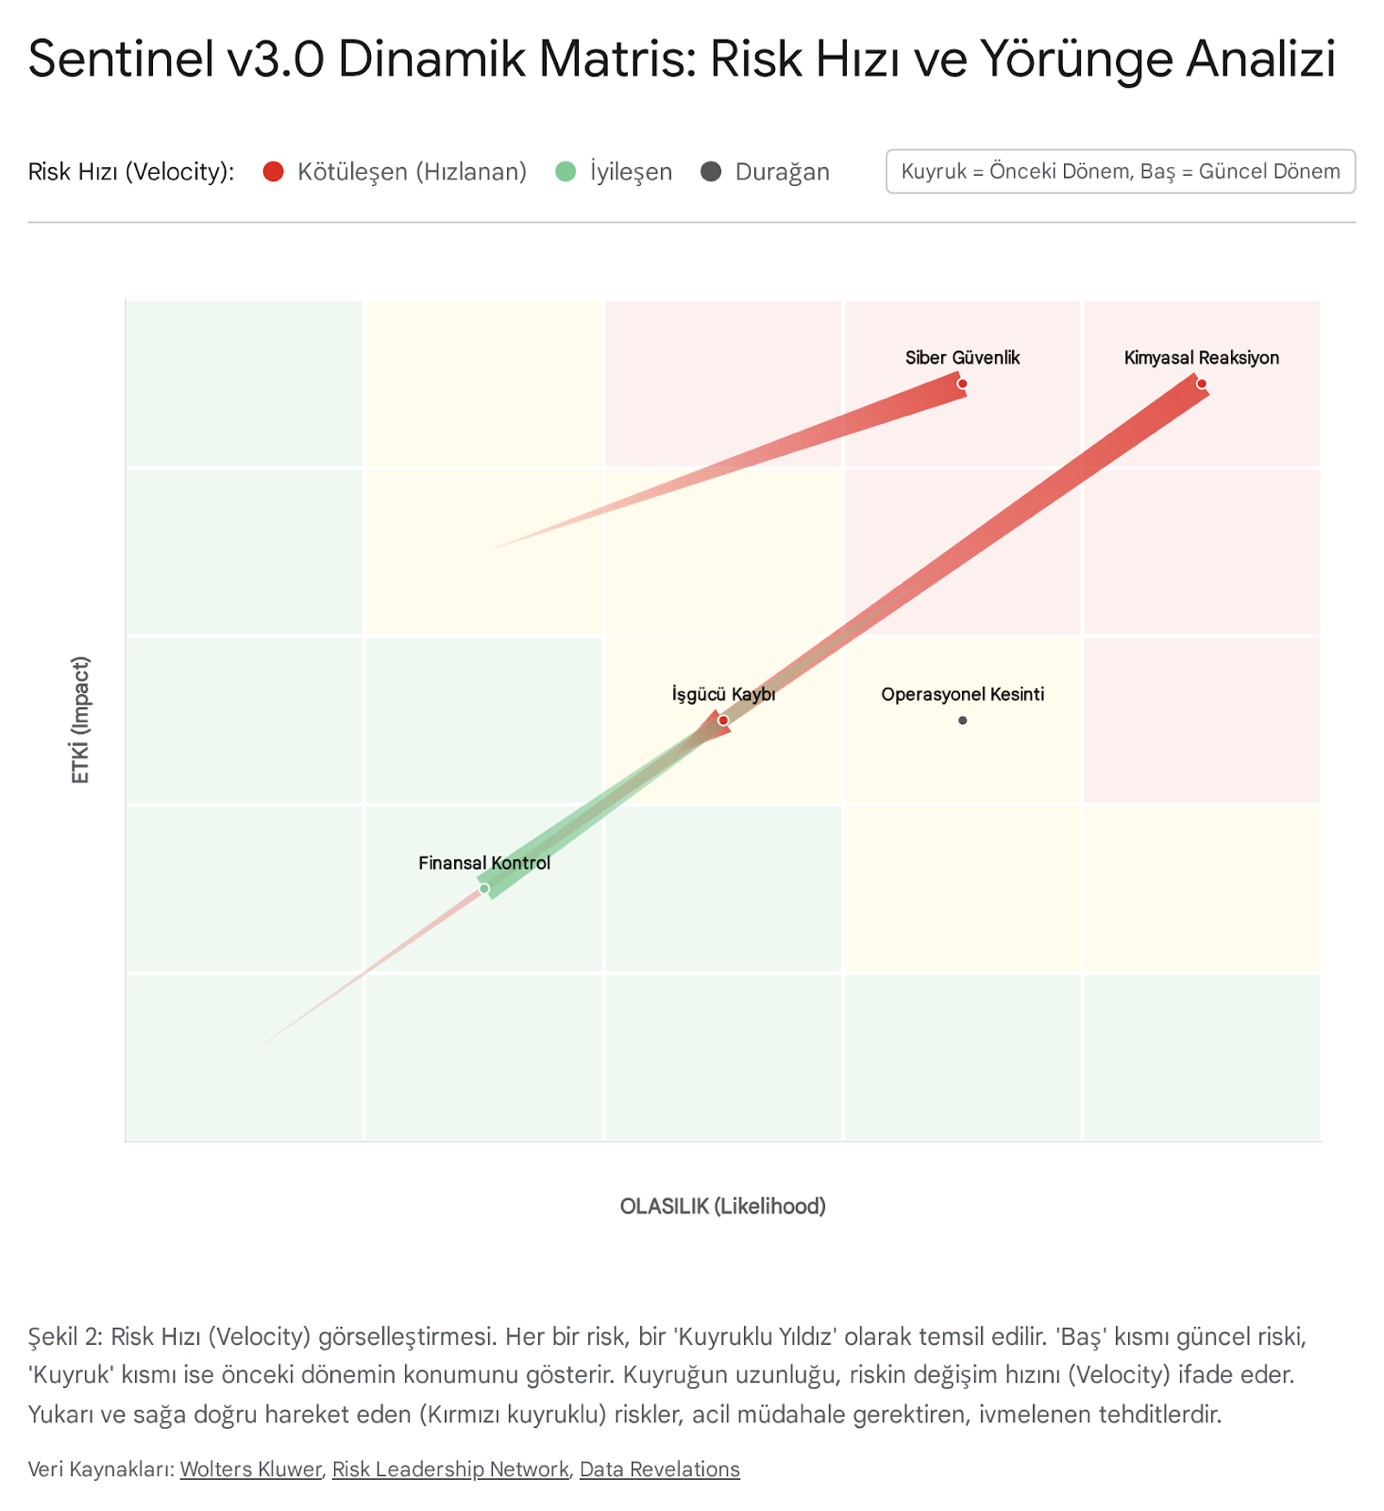 Sentinel v3.0 Dinamik Matris: Risk Hızı ve Yörünge Analizi
Risk Hızı (Velocity): Kötüleşen (Hızlanan) İyileşen Durağan
Kuyruk = Önceki Dönem, Baş = Güncel Dönem
Siber Güvenlik
Kimyasal Reaksiyon
İşgücü Kaybı
Operasyonel Kesinti
Finansal Kontrol
ETKİ (Impact)
OLASILIK (Likelihood)
Şekil 2: Risk Hızı (Velocity) görselleştirmesi. Her bir risk, bir 'Kuyruklu Yıldız' olarak temsil edilir. 'Baş' kısmı güncel riski,
'Kuyruk' kısmı ise önceki dönemin konumunu gösterir. Kuyruğun uzunluğu, riskin değişim hızını (Velocity) ifade eder.
Yukarı ve sağa doğru hareket eden (Kırmızı kuyruklu) riskler, acil müdahale gerektiren, ivmelenen tehditlerdir.
Veri Kaynakları: Wolters Kluwer, Risk Leadership Network, Data Revelations